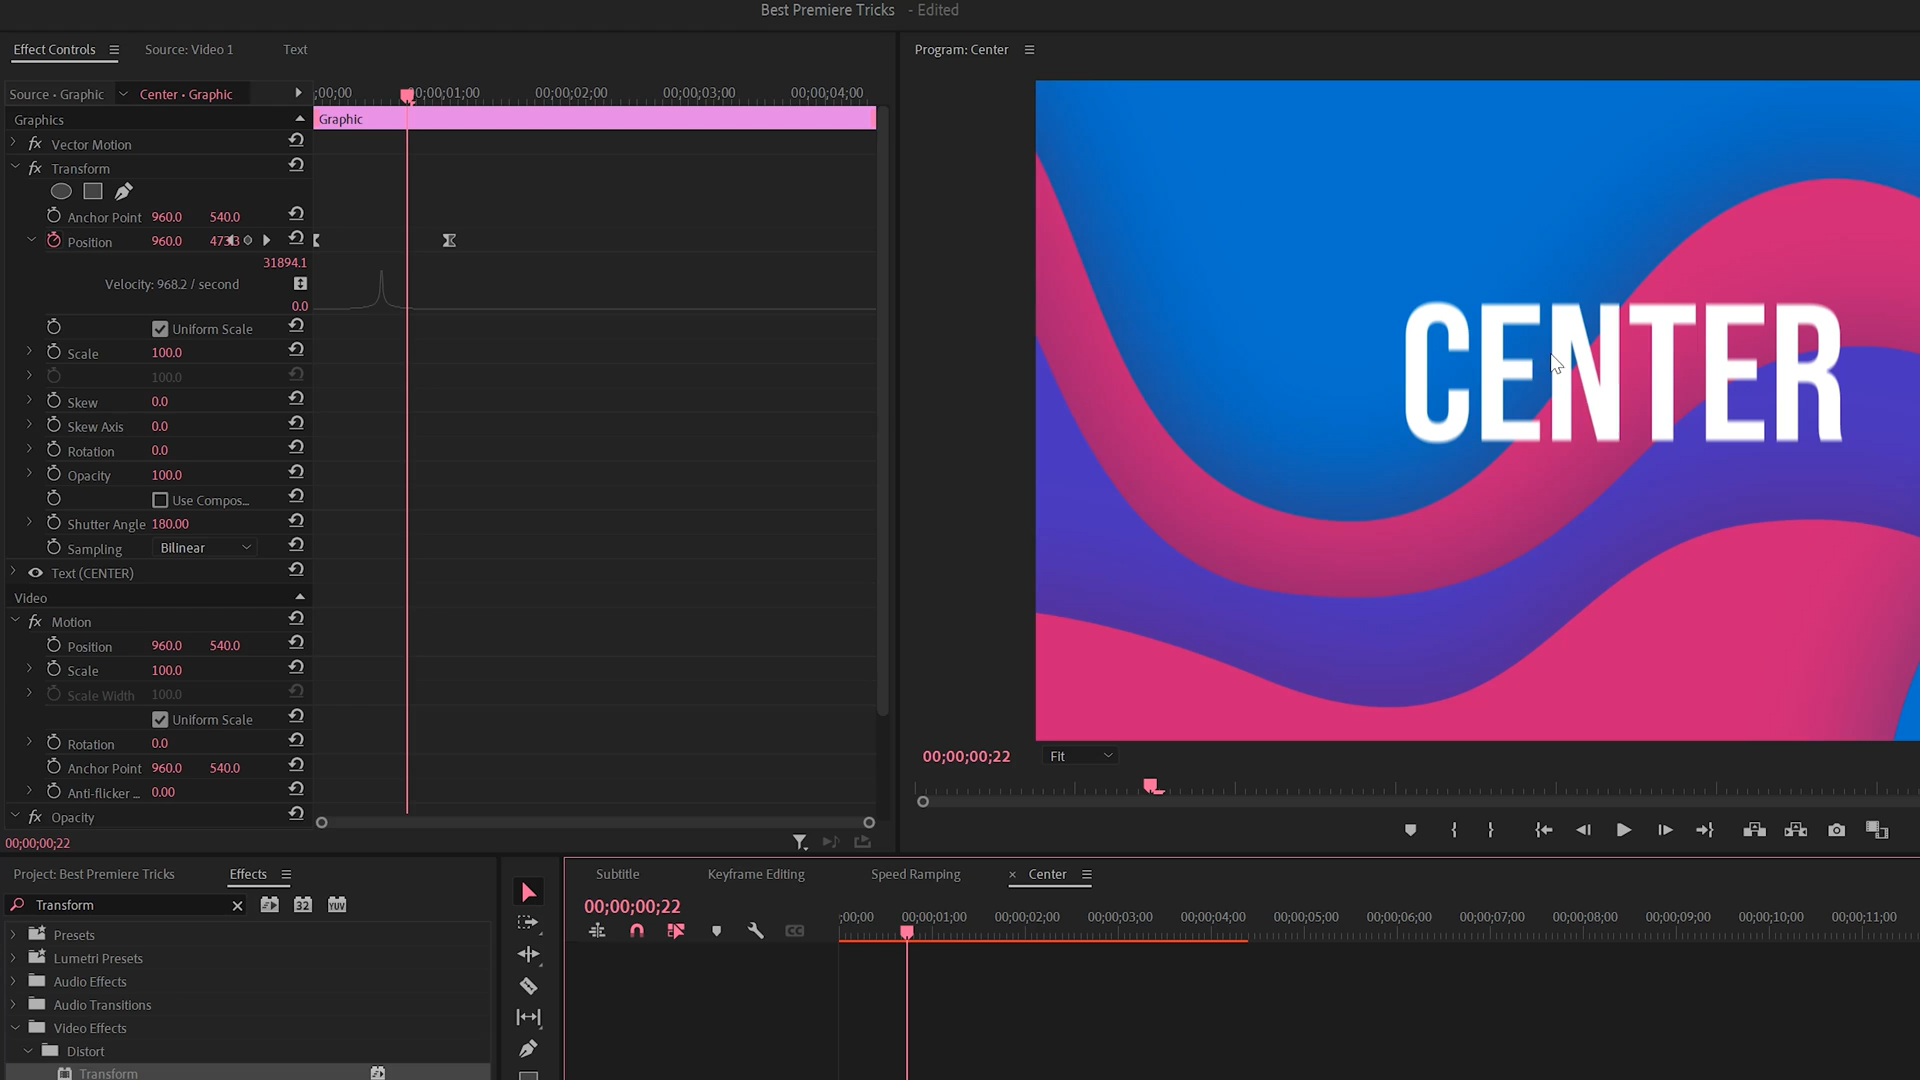 Best Premiere Tricks - Edited
Effect Controls
Source: Video 1
Text
Program: Center
Source • Graphic
Center • Graphic
;00;00
00;00;01;00
00;00;02;00
00;00;03;00
00;00;04;00
Graphics
Graphic
fx Vector Motion
fx Transform
Anchor Point 960.0 540.0
Position 960.0 473.3
31894.1
Velocity: 968.2 / second
0.0
Uniform Scale
Scale 100.0
100.0
Skew 0.0
Skew Axis 0.0
Rotation 0.0
Opacity 100.0
Use Compos...
Shutter Angle 180.00
Sampling Bilinear
Text (CENTER)
Video
fx Motion
Position 960.0 540.0
Scale 100.0
Scale Width 100.0
Uniform Scale
Rotation 0.0
Anchor Point 960.0 540.0
Anti-flicker ... 0.00
fx Opacity
00;00;00;22
CENTER
00;00;00;22
Fit
Project: Best Premiere Tricks
Effects
Transform
32
YUV
Presets
Lumetri Presets
Audio Effects
Audio Transitions
Video Effects
Distort
Transform
Subtitle
Keyframe Editing
Speed Ramping
× Center
00;00;00;22
CC
;00;00
00;00;01;00
00;00;02;00
00;00;03;00
00;00;04;00
00;00;05;00
00;00;06;00
00;00;07;00
00;00;08;00
00;00;09;00
00;00;10;00
00;00;11;00